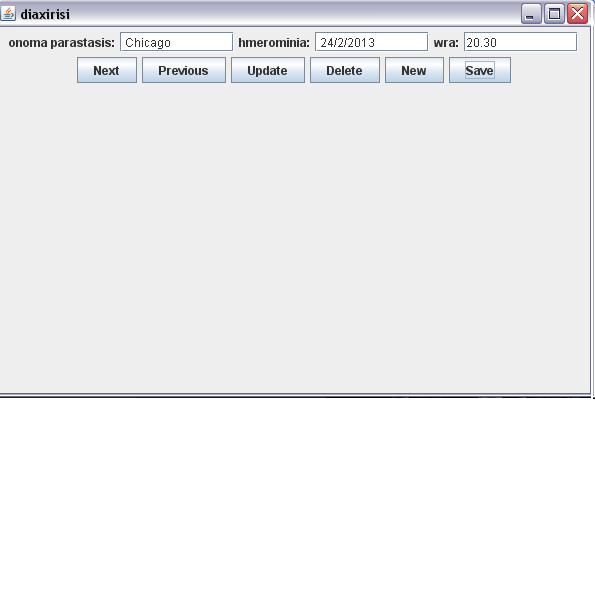 diaxirisi
onoma parastasis: Chicago hmerominia: 24/2/2013 wra: 20.30
Next Previous Update Delete New Save